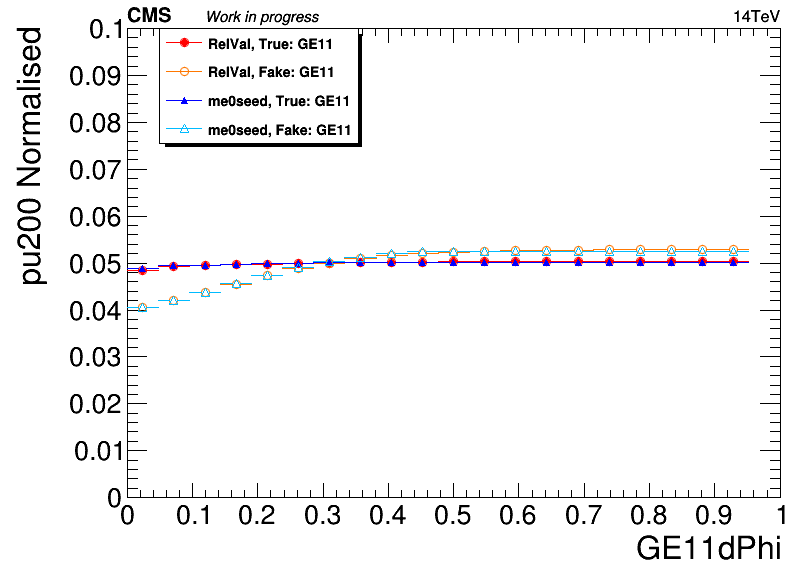 CMS Work in progress 14TeV
pu200 Normalised
0.1
0.09
0.08
0.07
0.06
0.05
0.04
0.03
0.02
0.01
0
RelVal, True: GE11
RelVal, Fake: GE11
me0seed, True: GE11
me0seed, Fake: GE11
0 0.1 0.2 0.3 0.4 0.5 0.6 0.7 0.8 0.9 1
GE11dPhi